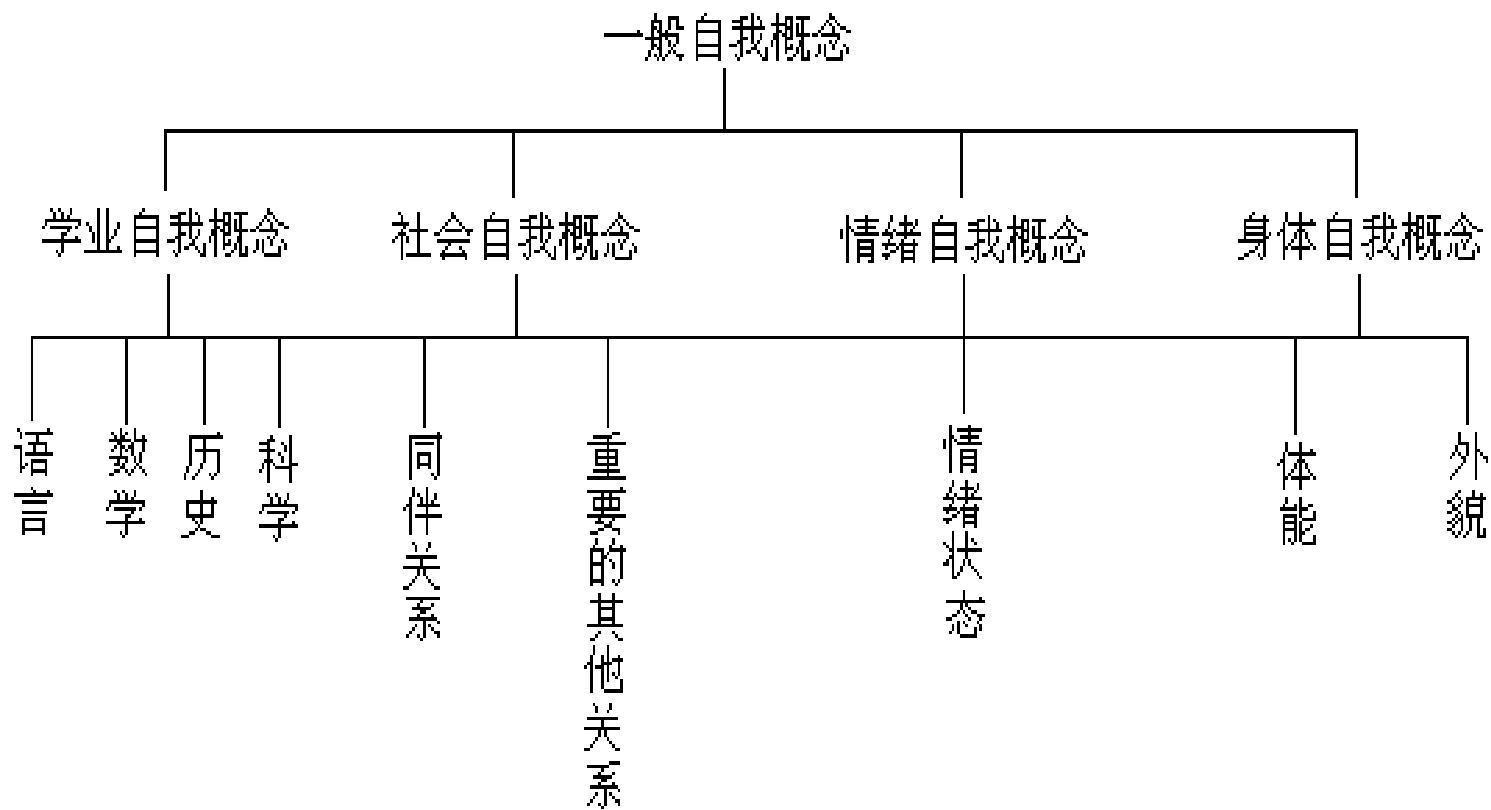 一般自我概念
学业自我概念
社会自我概念
情绪自我概念
身体自我概念
语言
数学
历史
科学
同伴关系
重要的其他关系
情绪状态
体能
外貌